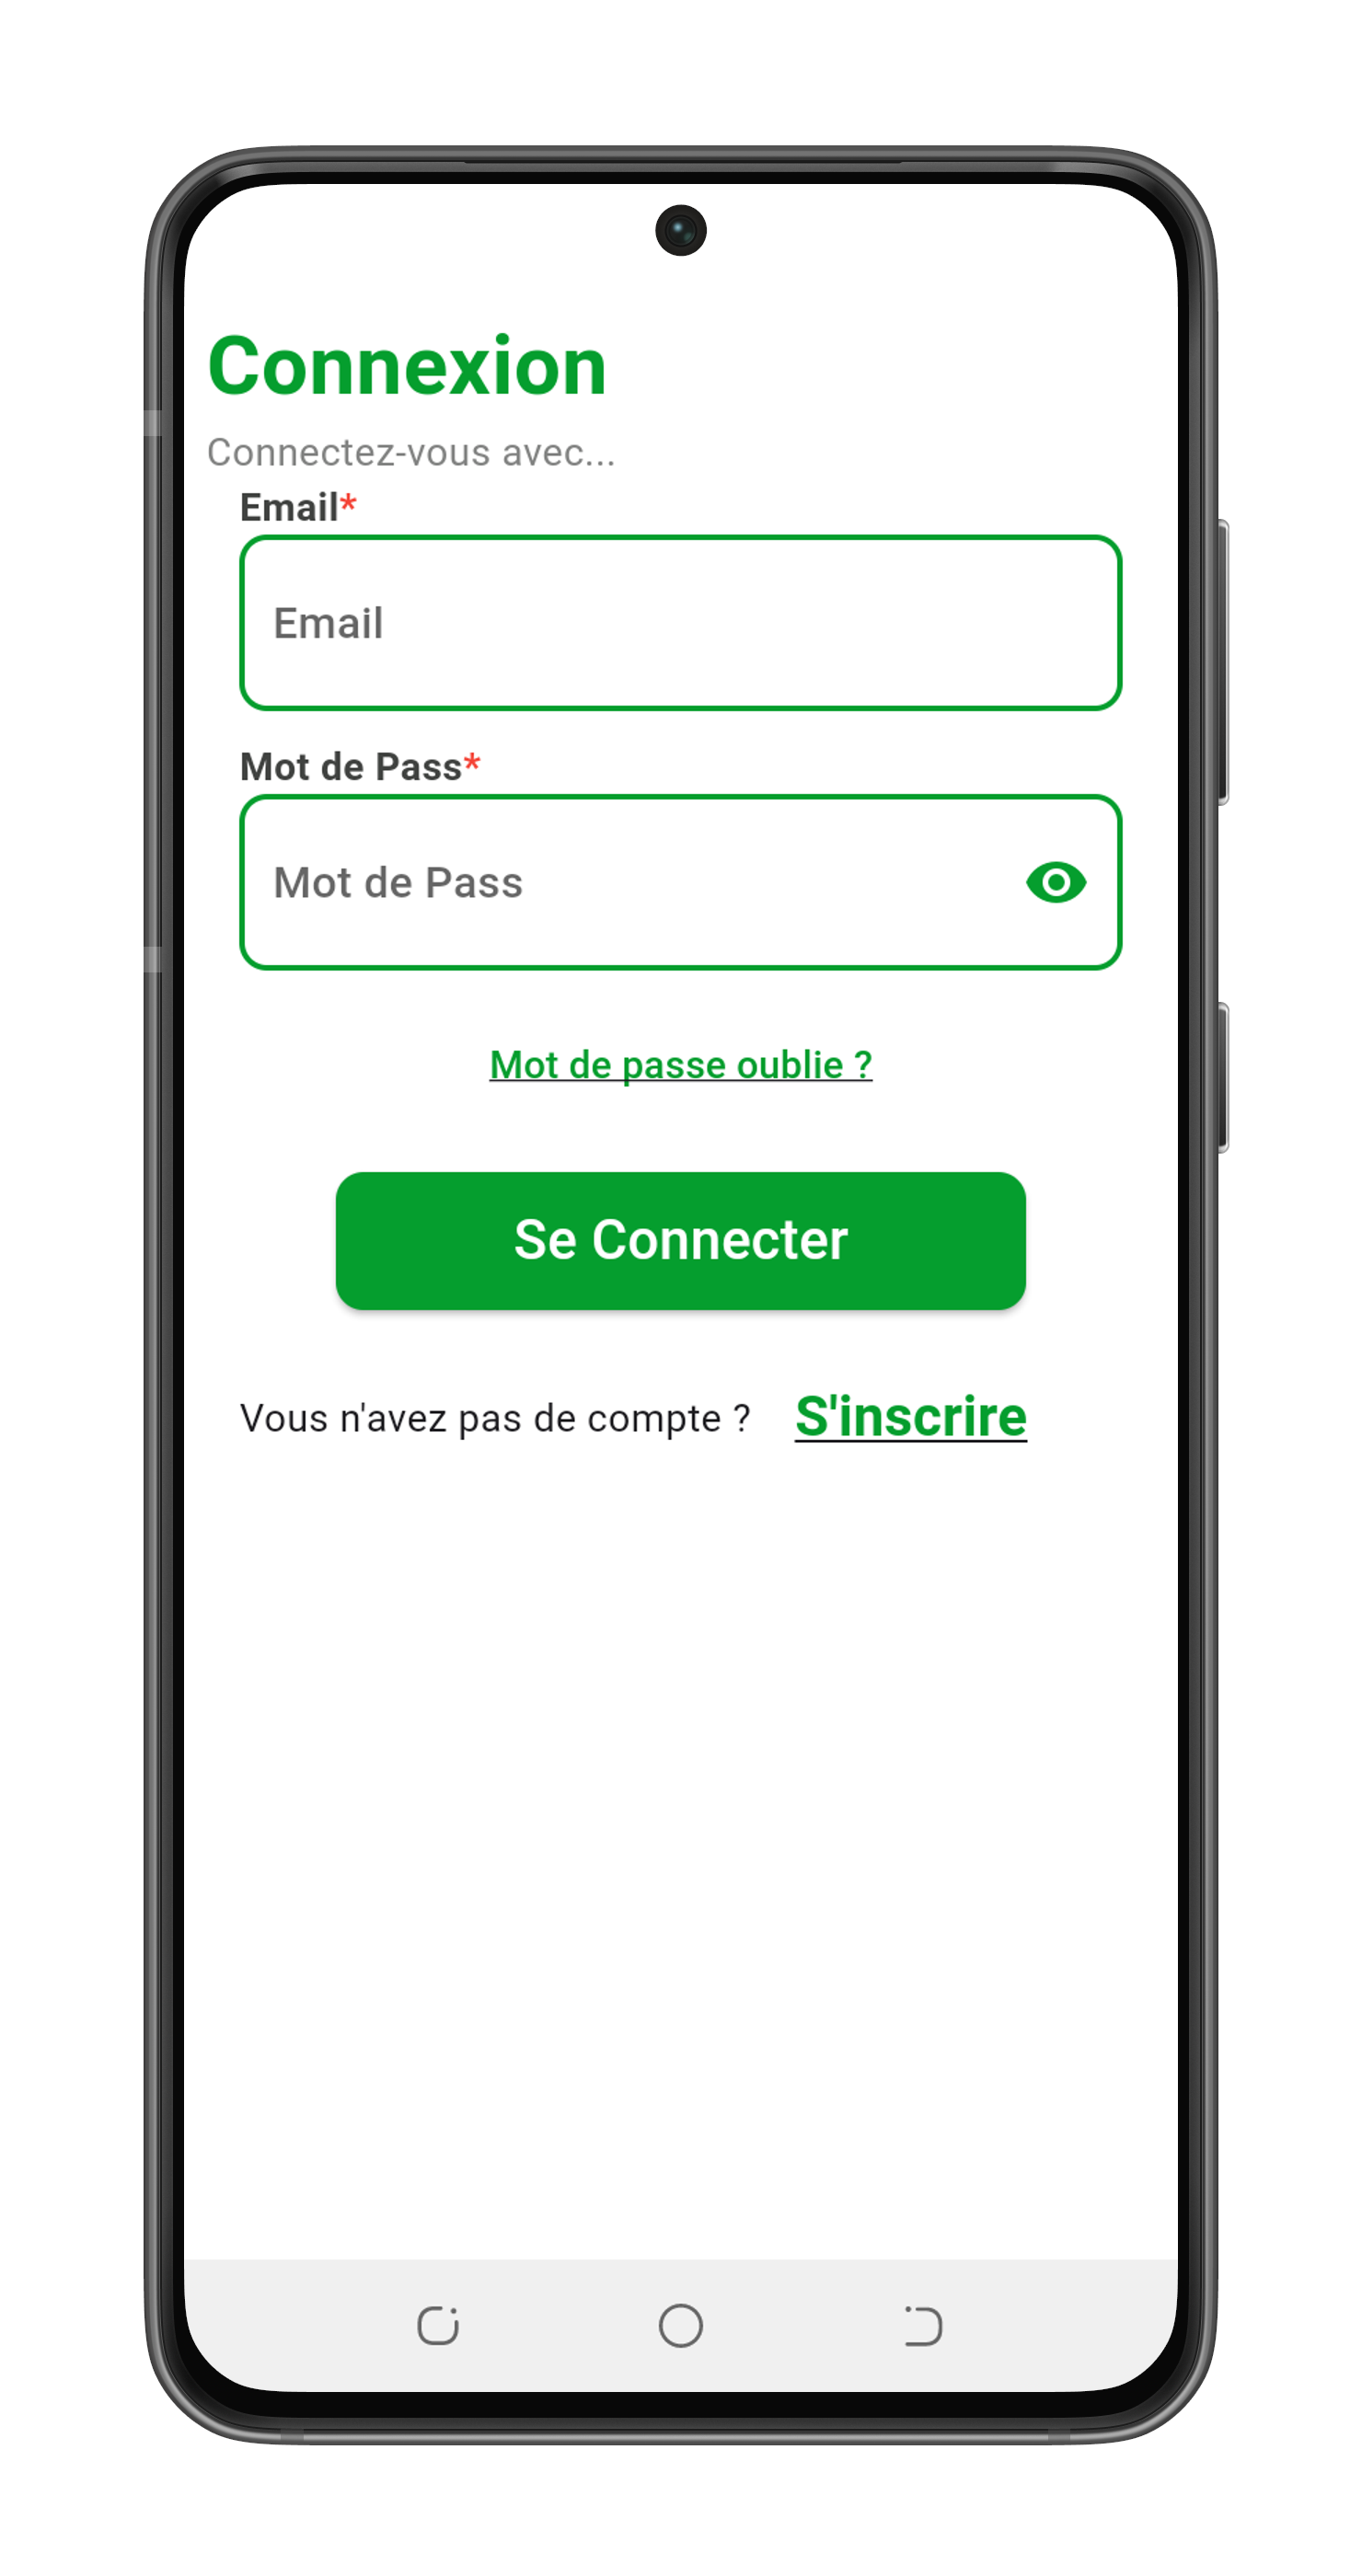 Connexion
Connectez-vous avec...
Email*
Email
Mot de Pass*
Mot de Pass
Mot de passe oublie ?
Se Connecter
Vous n'avez pas de compte ? S'inscrire